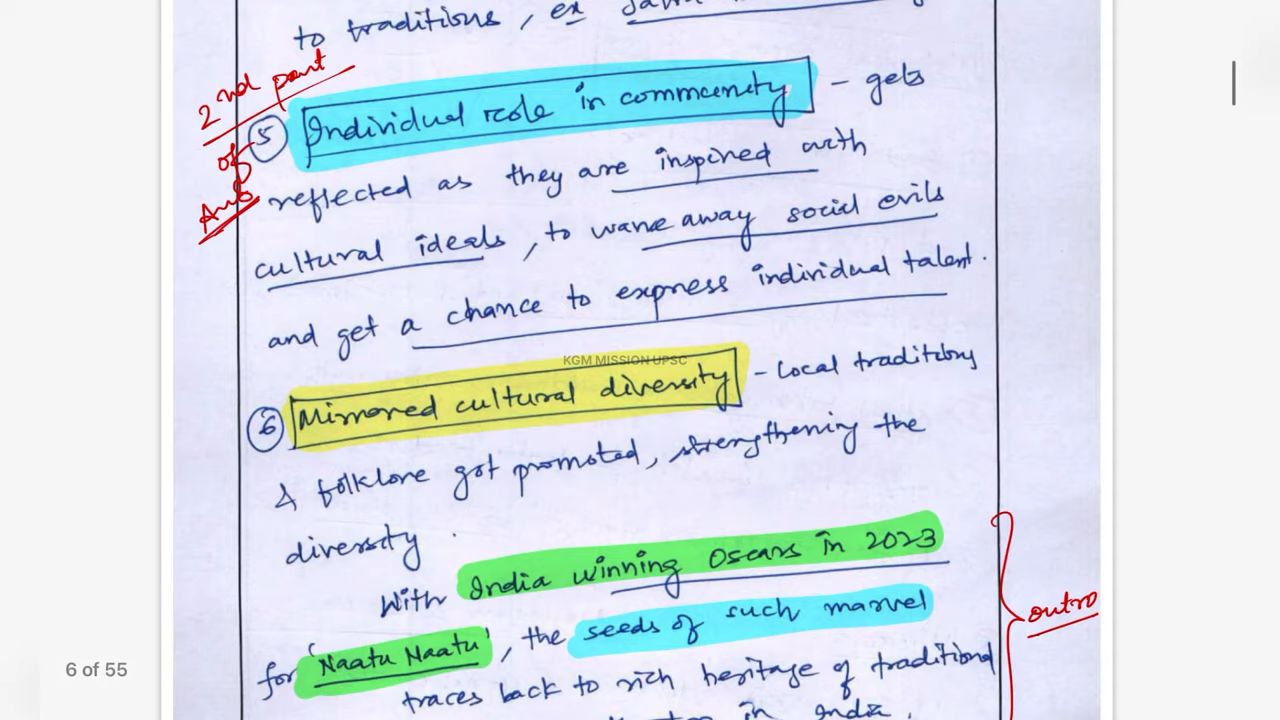 to traditions, ex
2nd part
of
Ans
5 Individual role in community - gets
reflected as they are inspired with
cultural ideals, to wane away social evils
and get a chance to express individual talent.
KGM MISSION UPSC
6 Mirrored cultural diversity - Local traditions
& folklore got promoted, strengthening the
diversity.
With India winning Oscars in 2023
for 'Naatu Naatu', the seeds of such marvel
outro
traces back to rich heritage of traditional
in India.
6 of 55